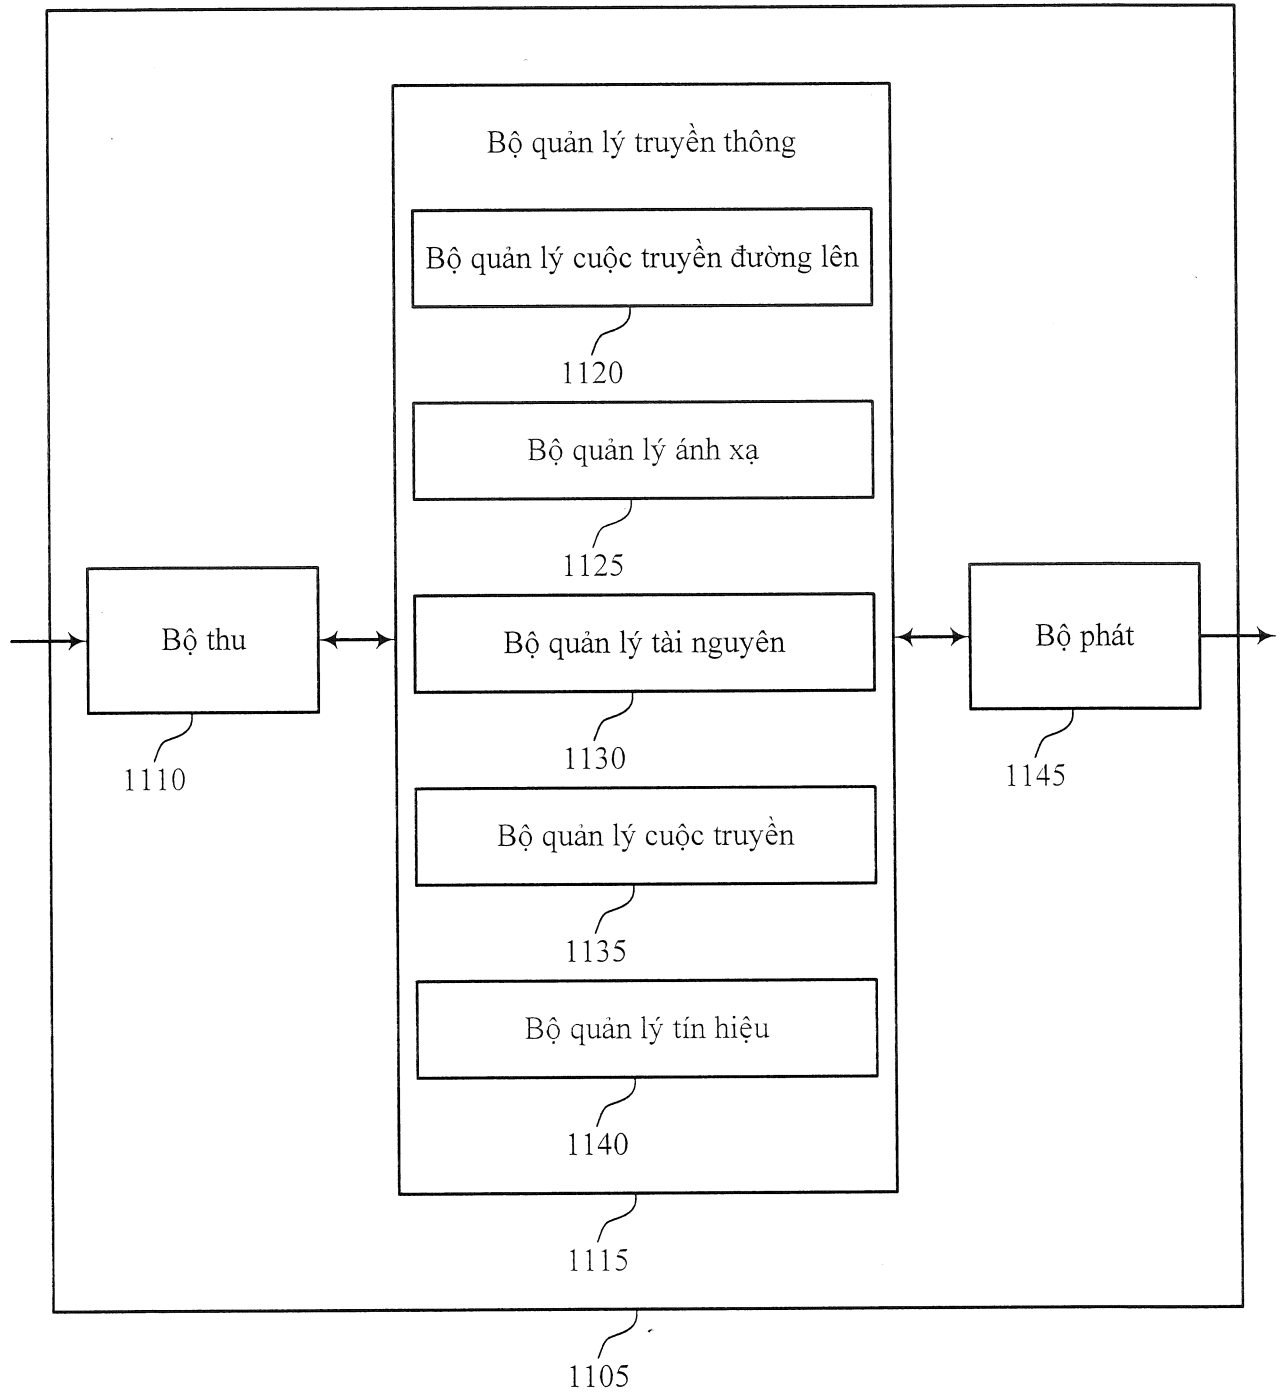 Bộ quản lý truyền thông
Bộ quản lý cuộc truyền đường lên
1120
Bộ quản lý ánh xạ
1125
Bộ thu
1110
Bộ quản lý tài nguyên
1130
Bộ phát
1145
Bộ quản lý cuộc truyền
1135
Bộ quản lý tín hiệu
1140
1115
1105